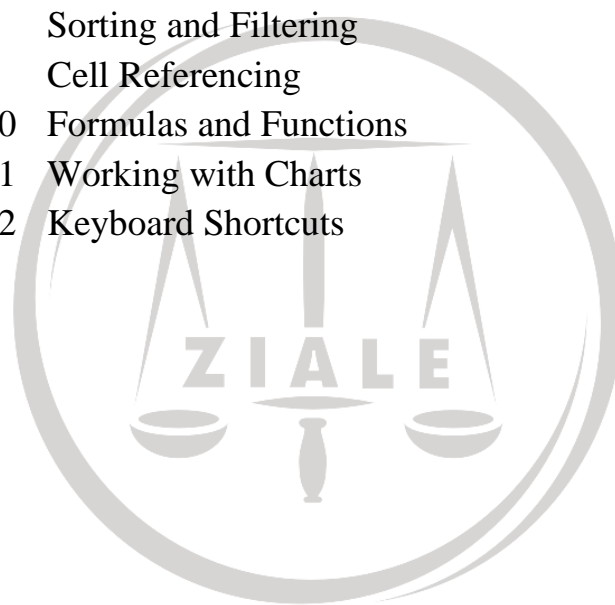 Sorting and Filtering
Cell Referencing
0 Formulas and Functions
1 Working with Charts
2 Keyboard Shortcuts
ZIALE